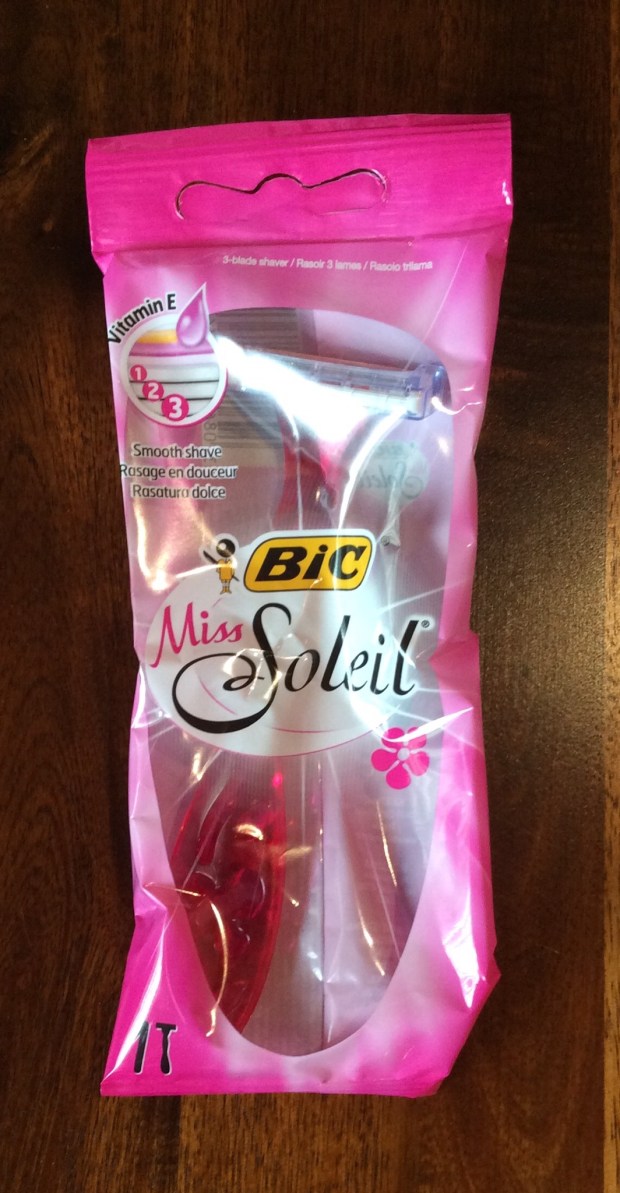 3-blade shaver / Rasoir 3 lames / Rasoio trilama
Vitamin E
1
2
3
Smooth shave
Rasage en douceur
Rasatura dolce
BiC
Miss
Soleil®
1T